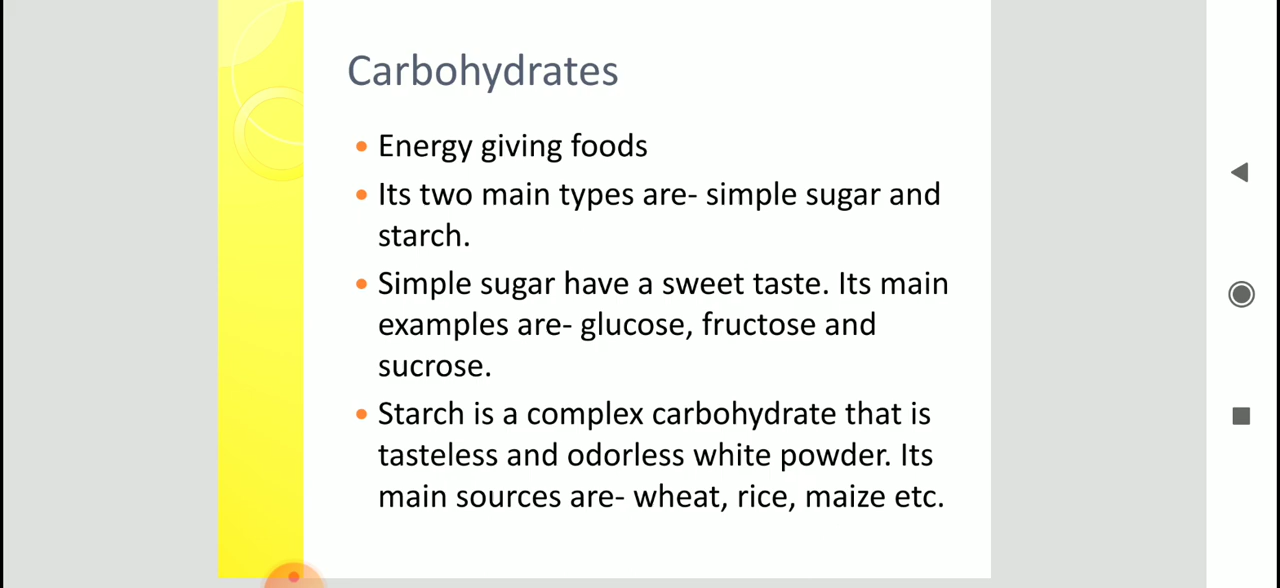 Carbohydrates
• Energy giving foods
• Its two main types are- simple sugar and
starch.
• Simple sugar have a sweet taste. Its main
examples are- glucose, fructose and
sucrose.
• Starch is a complex carbohydrate that is
tasteless and odorless white powder. Its
main sources are- wheat, rice, maize etc.